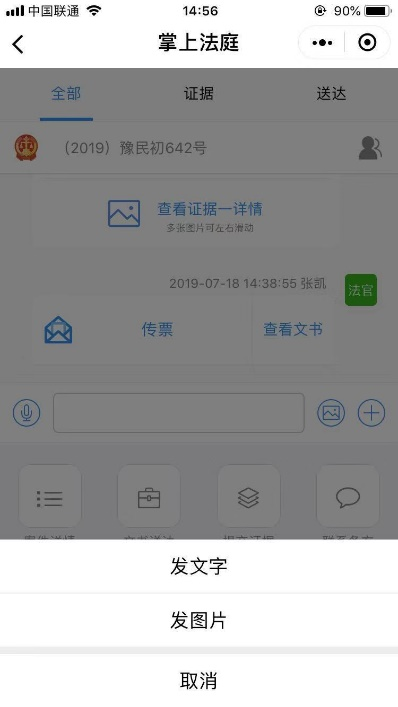 中国联通 14:56 90%
掌上法庭
全部 证据 送达
（2019）豫民初642号
查看证据一详情
多张图片可左右滑动
2019-07-18 14:38:55 张凯
法官
传票 查看文书
发文字
发图片
取消